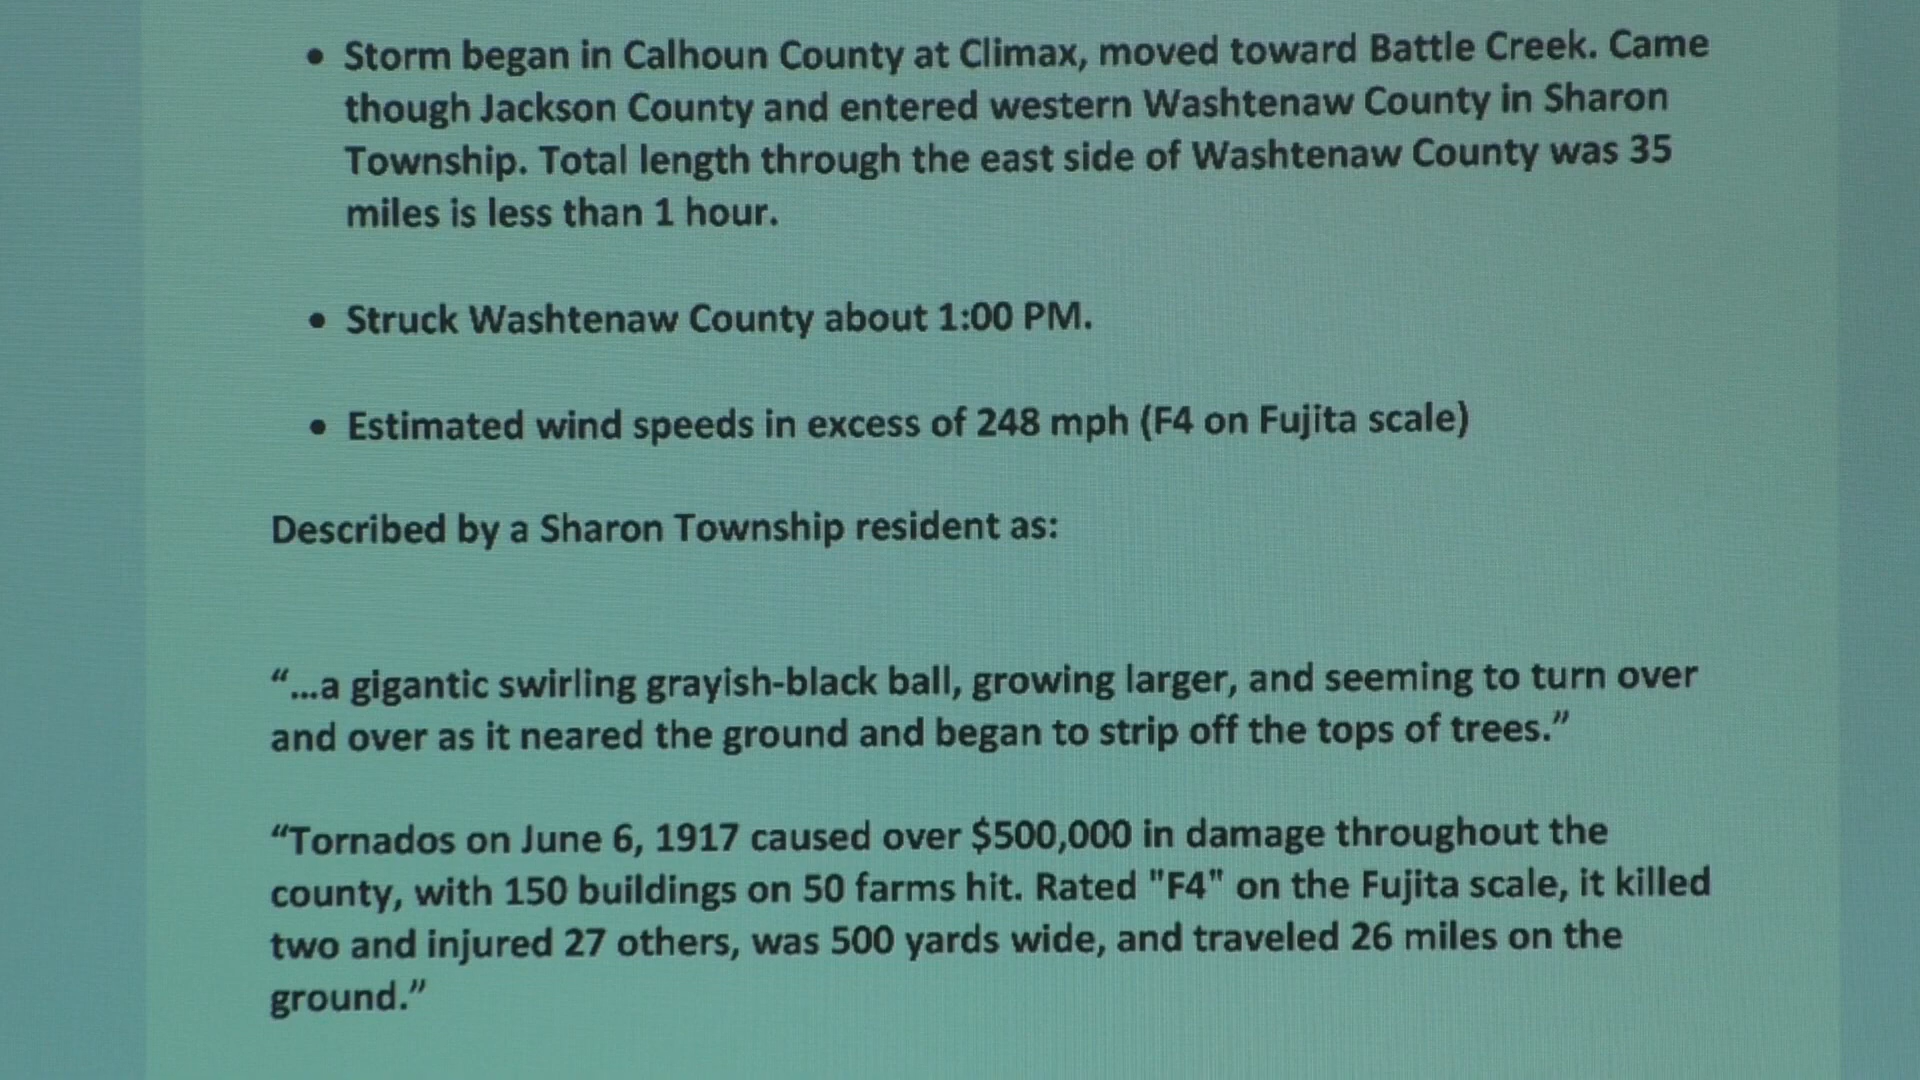 • Storm began in Calhoun County at Climax, moved toward Battle Creek. Came
though Jackson County and entered western Washtenaw County in Sharon
Township. Total length through the east side of Washtenaw County was 35
miles is less than 1 hour.
• Struck Washtenaw County about 1:00 PM.
• Estimated wind speeds in excess of 248 mph (F4 on Fujita scale)
Described by a Sharon Township resident as:
“...a gigantic swirling grayish-black ball, growing larger, and seeming to turn over
and over as it neared the ground and began to strip off the tops of trees.”
“Tornados on June 6, 1917 caused over $500,000 in damage throughout the
county, with 150 buildings on 50 farms hit. Rated "F4" on the Fujita scale, it killed
two and injured 27 others, was 500 yards wide, and traveled 26 miles on the
ground.”